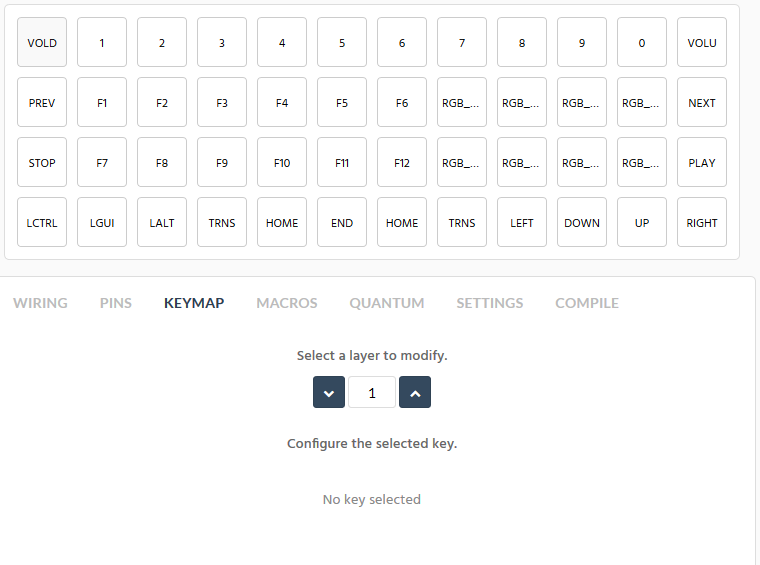 VOLD 1 2 3 4 5 6 7 8 9 0 VOLU
PREV F1 F2 F3 F4 F5 F6 RGB_... RGB_... RGB_... RGB_... NEXT
STOP F7 F8 F9 F10 F11 F12 RGB_... RGB_... RGB_... RGB_... PLAY
LCTRL LGUI LALT TRNS HOME END HOME TRNS LEFT DOWN UP RIGHT
WIRING PINS KEYMAP MACROS QUANTUM SETTINGS COMPILE
Select a layer to modify.
1
Configure the selected key.
No key selected